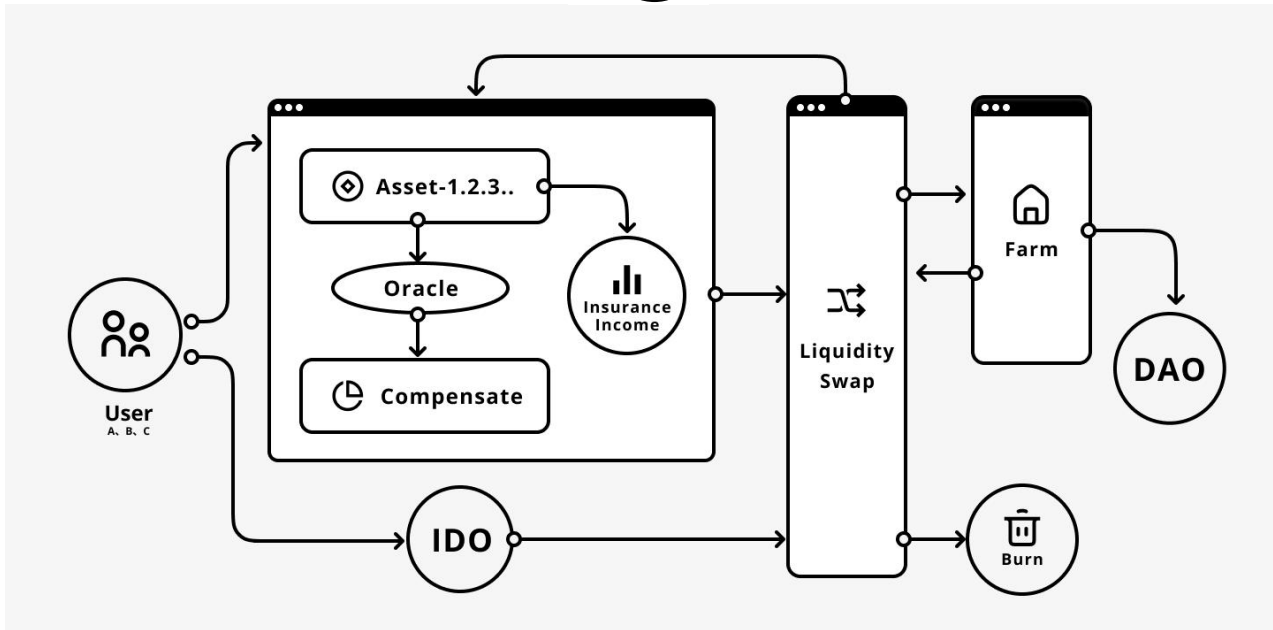 User
A、B、C
Asset-1.2.3..
Oracle
Compensate
Insurance
Income
IDO
Liquidity
Swap
Farm
DAO
Burn